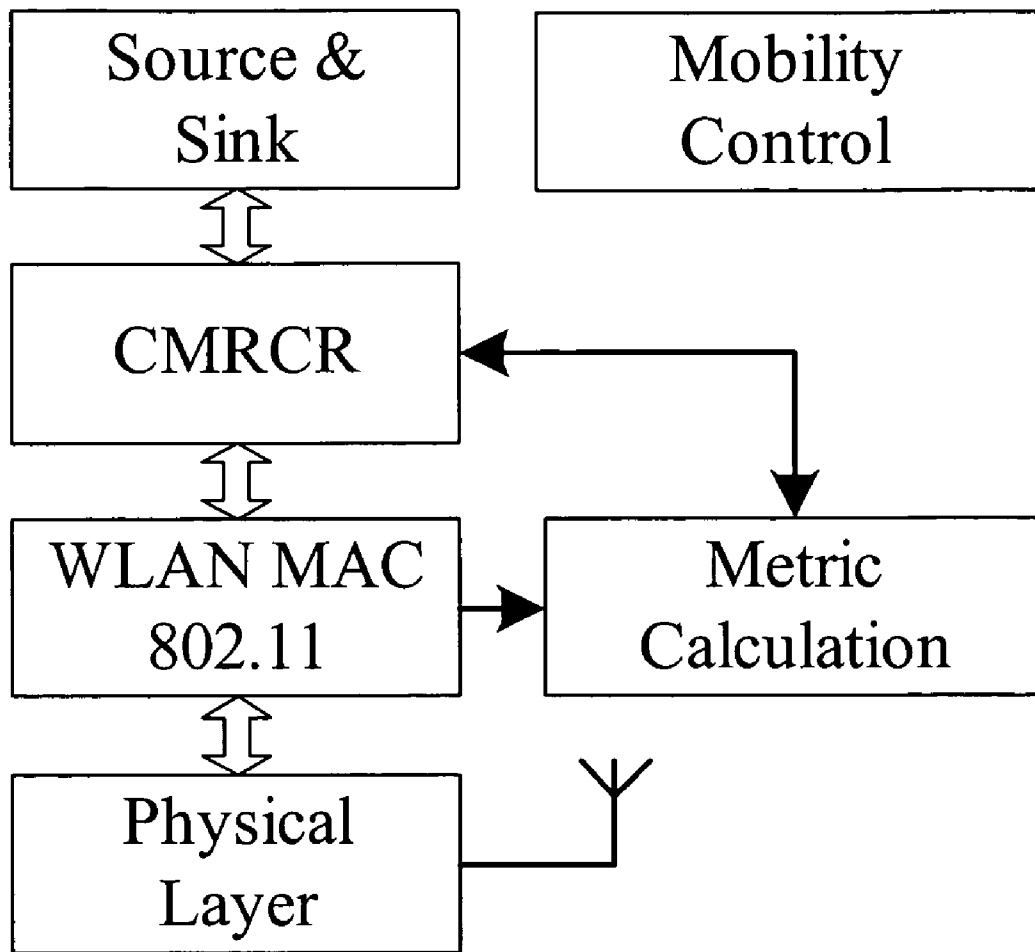 Source &
Sink
Mobility
Control
CMRCR
WLAN MAC
802.11
Metric
Calculation
Physical
Layer